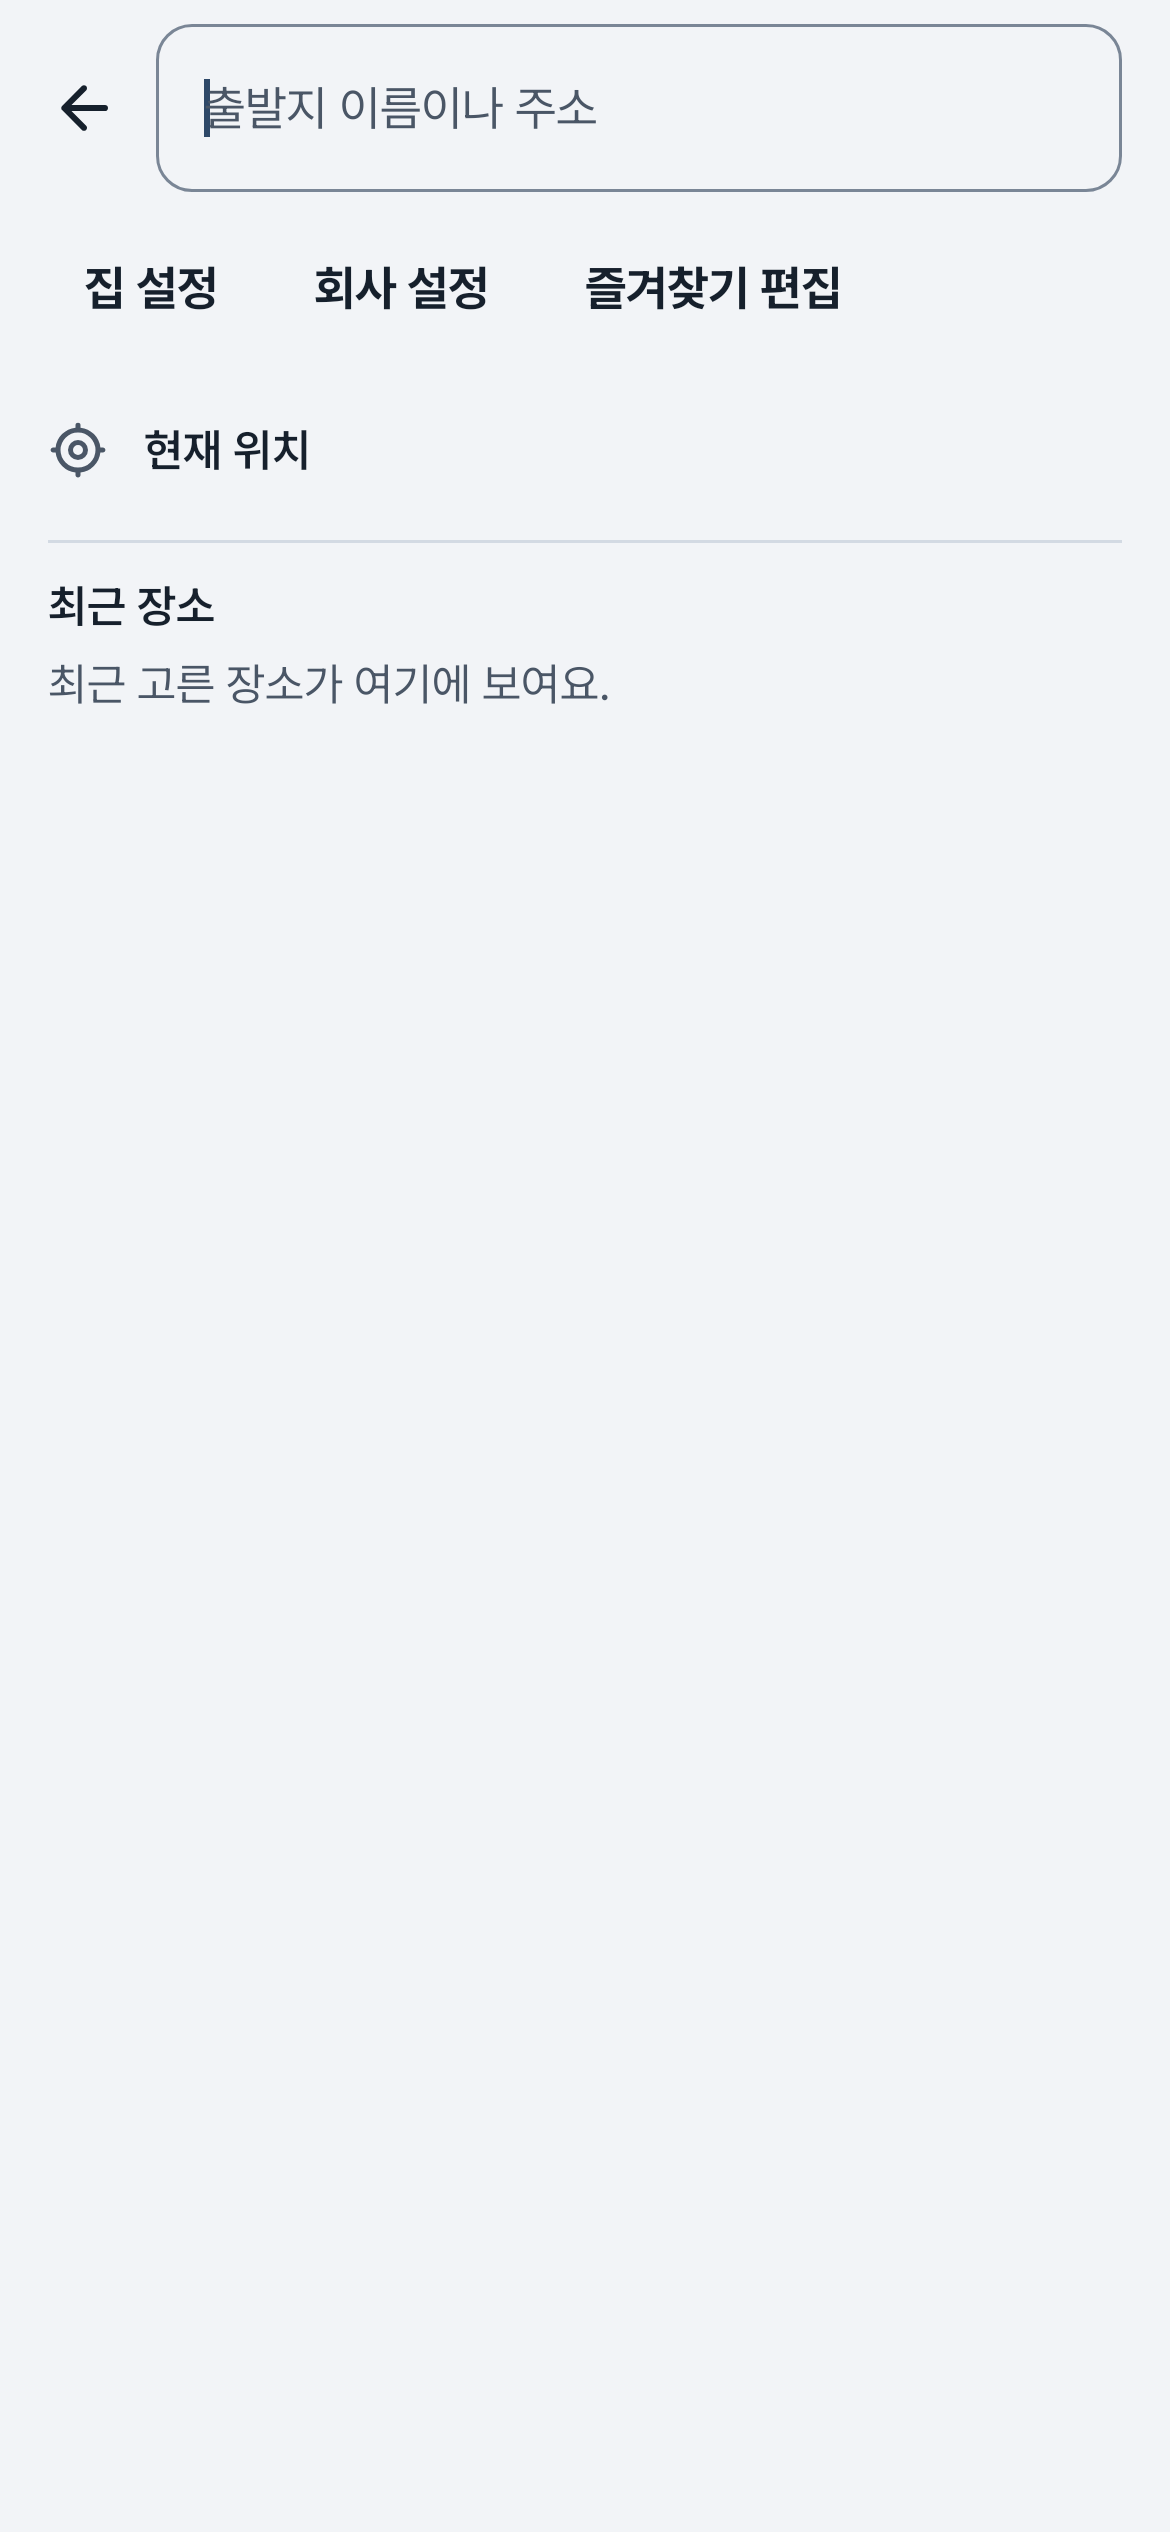 출발지 이름이나 주소
집 설정 회사 설정 즐겨찾기 편집
현재 위치
최근 장소
최근 고른 장소가 여기에 보여요.